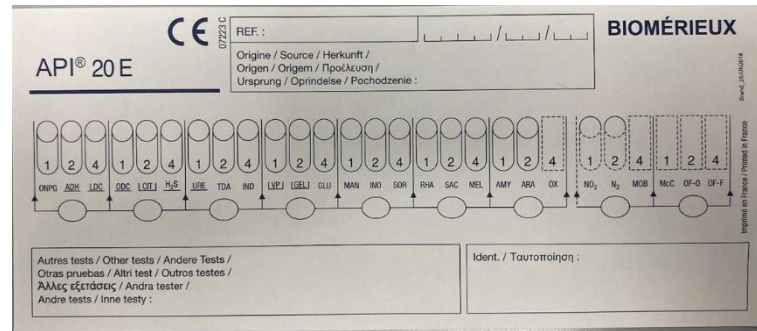 CE
07223 C
REF. :
BIOMÉRIEUX
API® 20 E
Origine / Source / Herkunft /
Origen / Origem / Προέλευση /
Ursprung / Oprindelse / Pochodzenie :
1 2 4 1 2 4 1 2 4 1 2 4 1 2 4 1 2 4 1 2 4 1 2 4 1 2 4
ONPG ADH LDC ODC |CIT| H₂S URE TDA IND |VP| |GEL| GLU MAN INO SOR RHA SAC MEL AMY ARA OX NO₂ N₂ MOB McC OF-O OF-F
Imprimé en France / Printed in France
Autres tests / Other tests / Andere Tests /
Otras pruebas / Altri test / Outros testes /
Άλλες εξετάσεις / Andra tester /
Andre tests / Inne testy :
Ident. / Ταυτοποίηση :